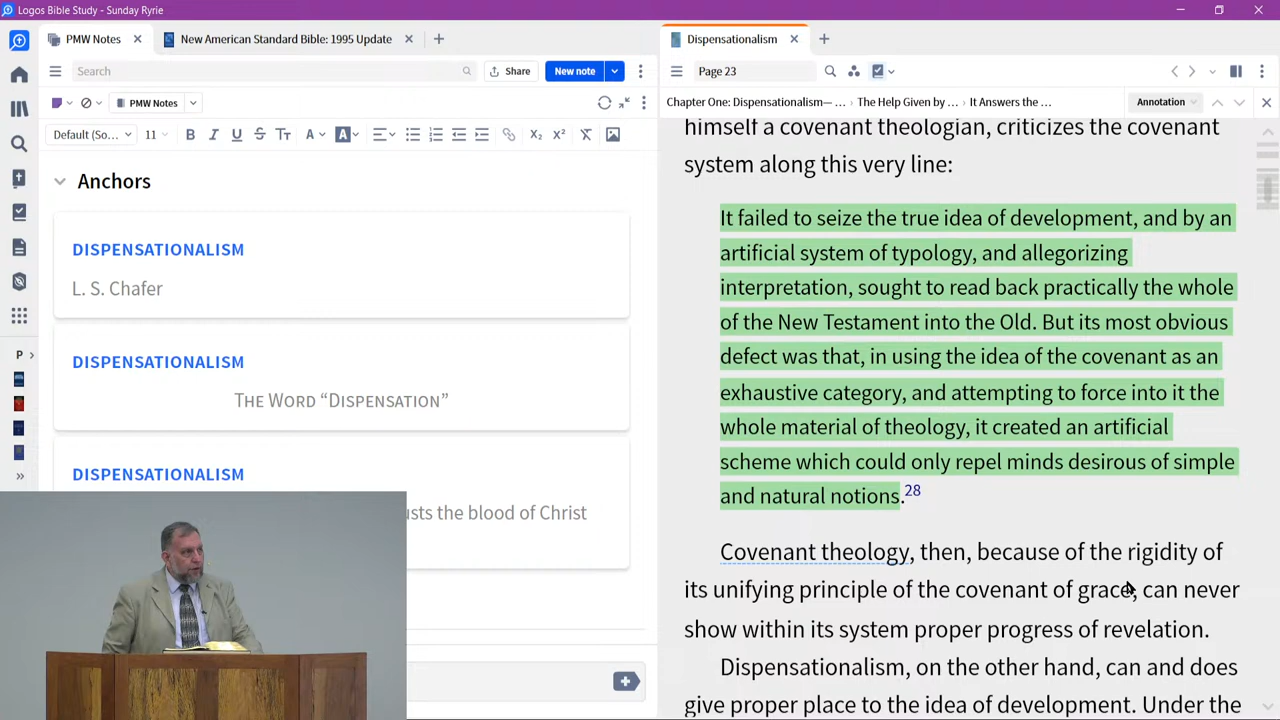 Logos Bible Study - Sunday Ryrie
PMW Notes
New American Standard Bible: 1995 Update
Search
Share
New note
PMW Notes
Default (So...
11
Anchors
DISPENSATIONALISM
L. S. Chafer
DISPENSATIONALISM
THE WORD “DISPENSATION”
DISPENSATIONALISM
usts the blood of Christ
P
Dispensationalism
Page 23
Chapter One: Dispensationalism— ... › The Help Given by ... › It Answers the ...
Annotation
himself a covenant theologian, criticizes the covenant
system along this very line:
It failed to seize the true idea of development, and by an
artificial system of typology, and allegorizing
interpretation, sought to read back practically the whole
of the New Testament into the Old. But its most obvious
defect was that, in using the idea of the covenant as an
exhaustive category, and attempting to force into it the
whole material of theology, it created an artificial
scheme which could only repel minds desirous of simple
and natural notions.28
Covenant theology, then, because of the rigidity of
its unifying principle of the covenant of grace, can never
show within its system proper progress of revelation.
Dispensationalism, on the other hand, can and does
give proper place to the idea of development. Under the